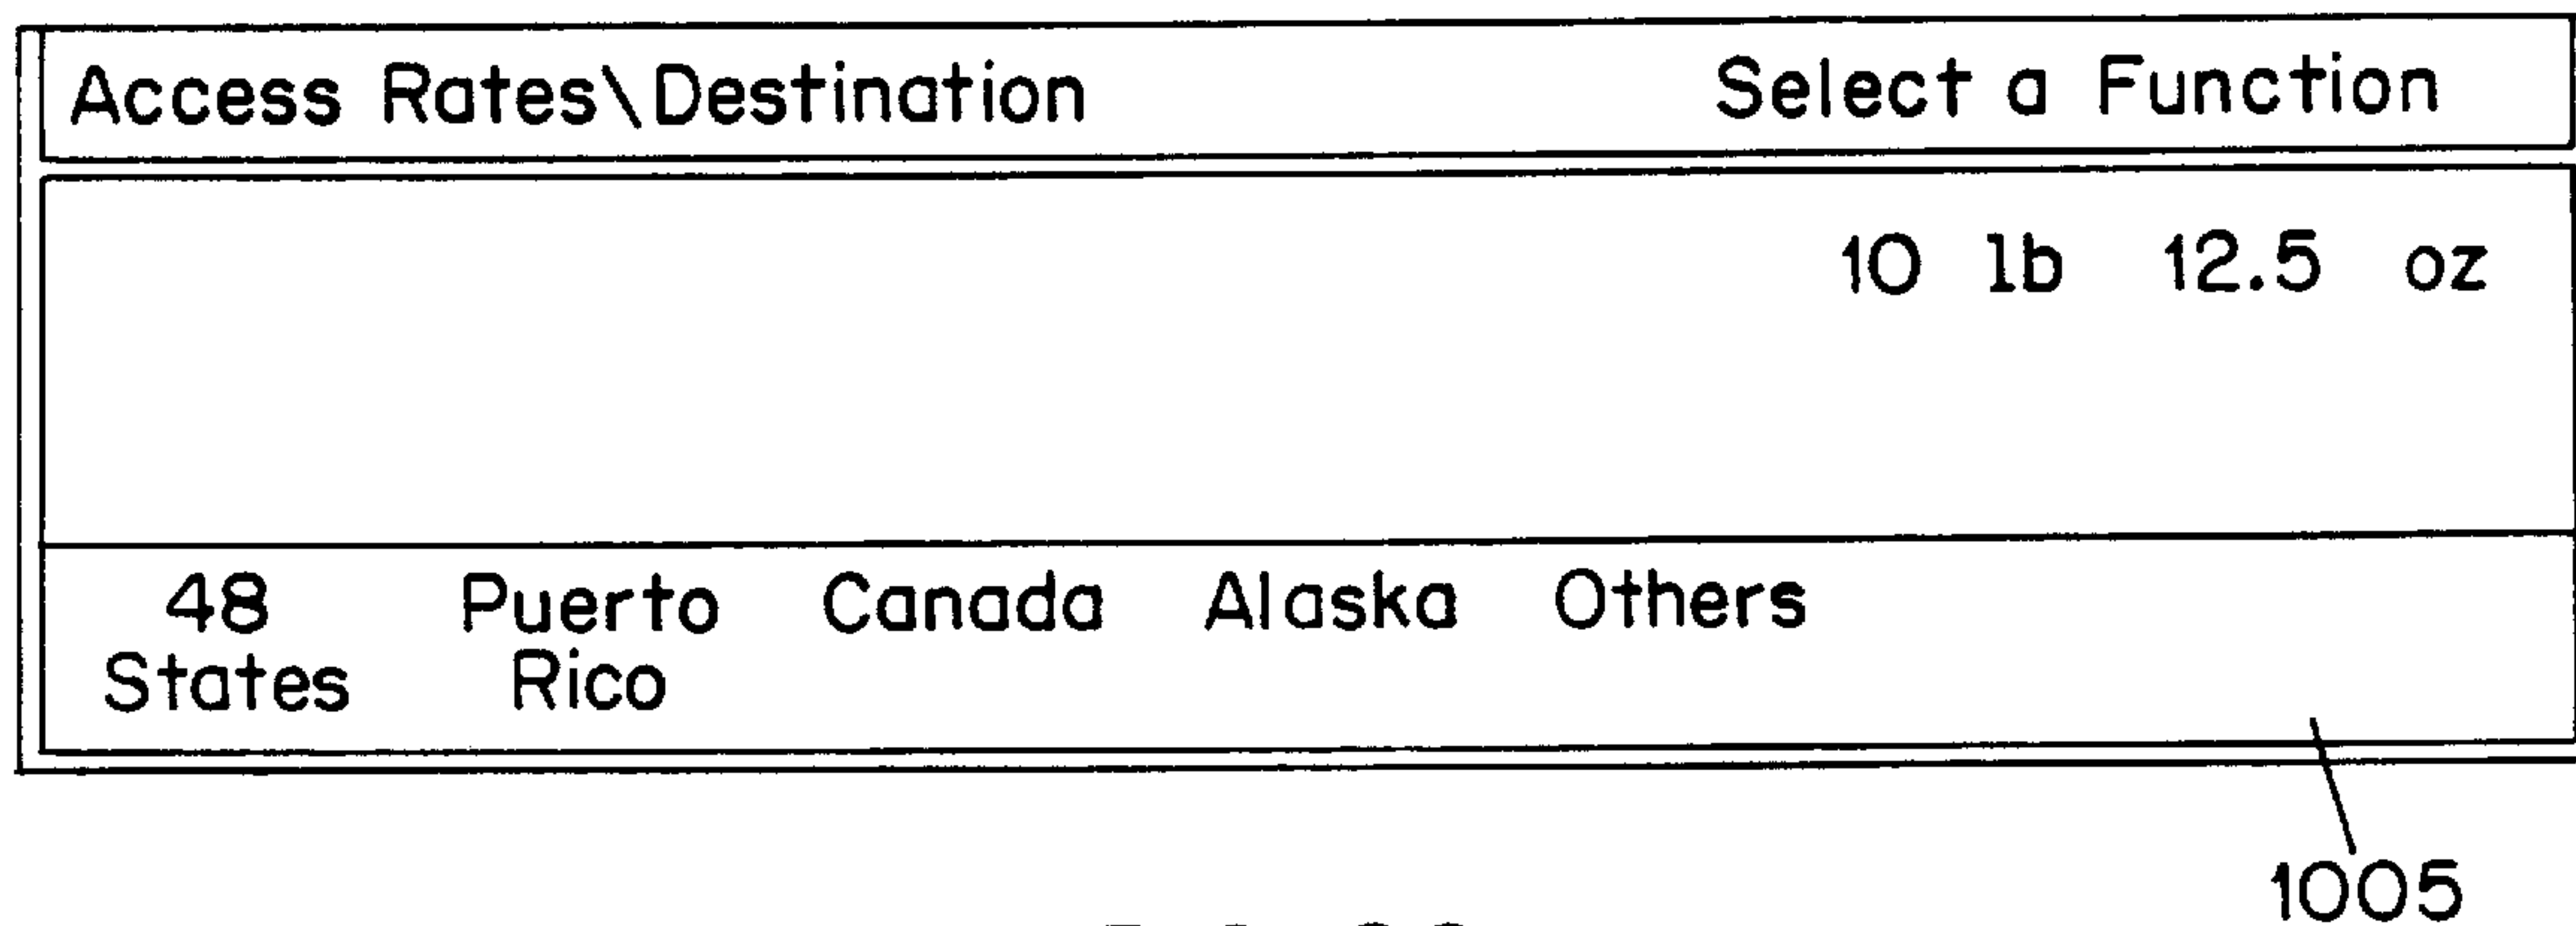 Access Rates\Destination Select a Function
10 lb 12.5 oz
48 Puerto Canada Alaska Others
States Rico
1005